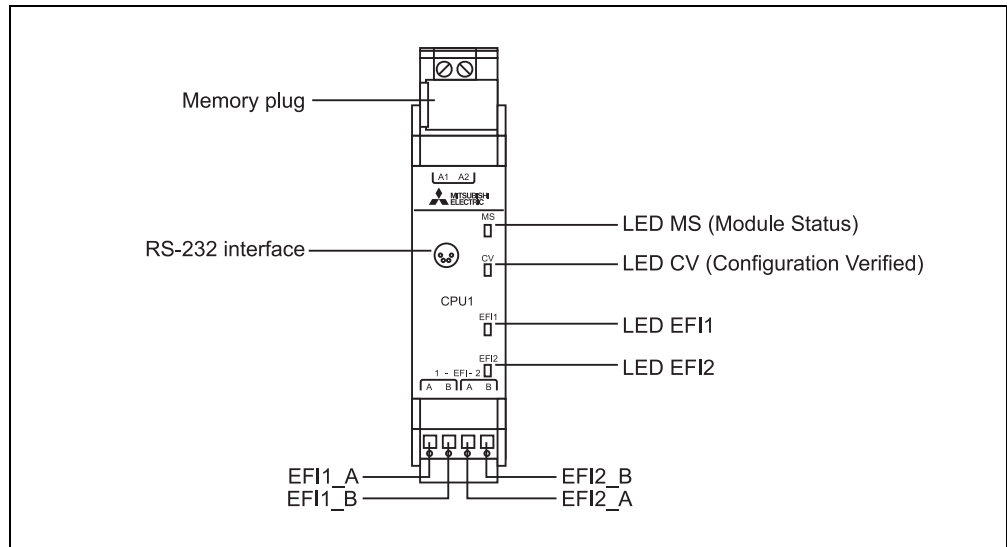 Memory plug
A1 A2
MITSUBISHI
ELECTRIC
MS
LED MS (Module Status)
RS-232 interface
CV
LED CV (Configuration Verified)
CPU1
EFI1
LED EFI1
EFI2
LED EFI2
1 - EFI - 2
A B A B
EFI1_A
EFI2_B
EFI1_B
EFI2_A